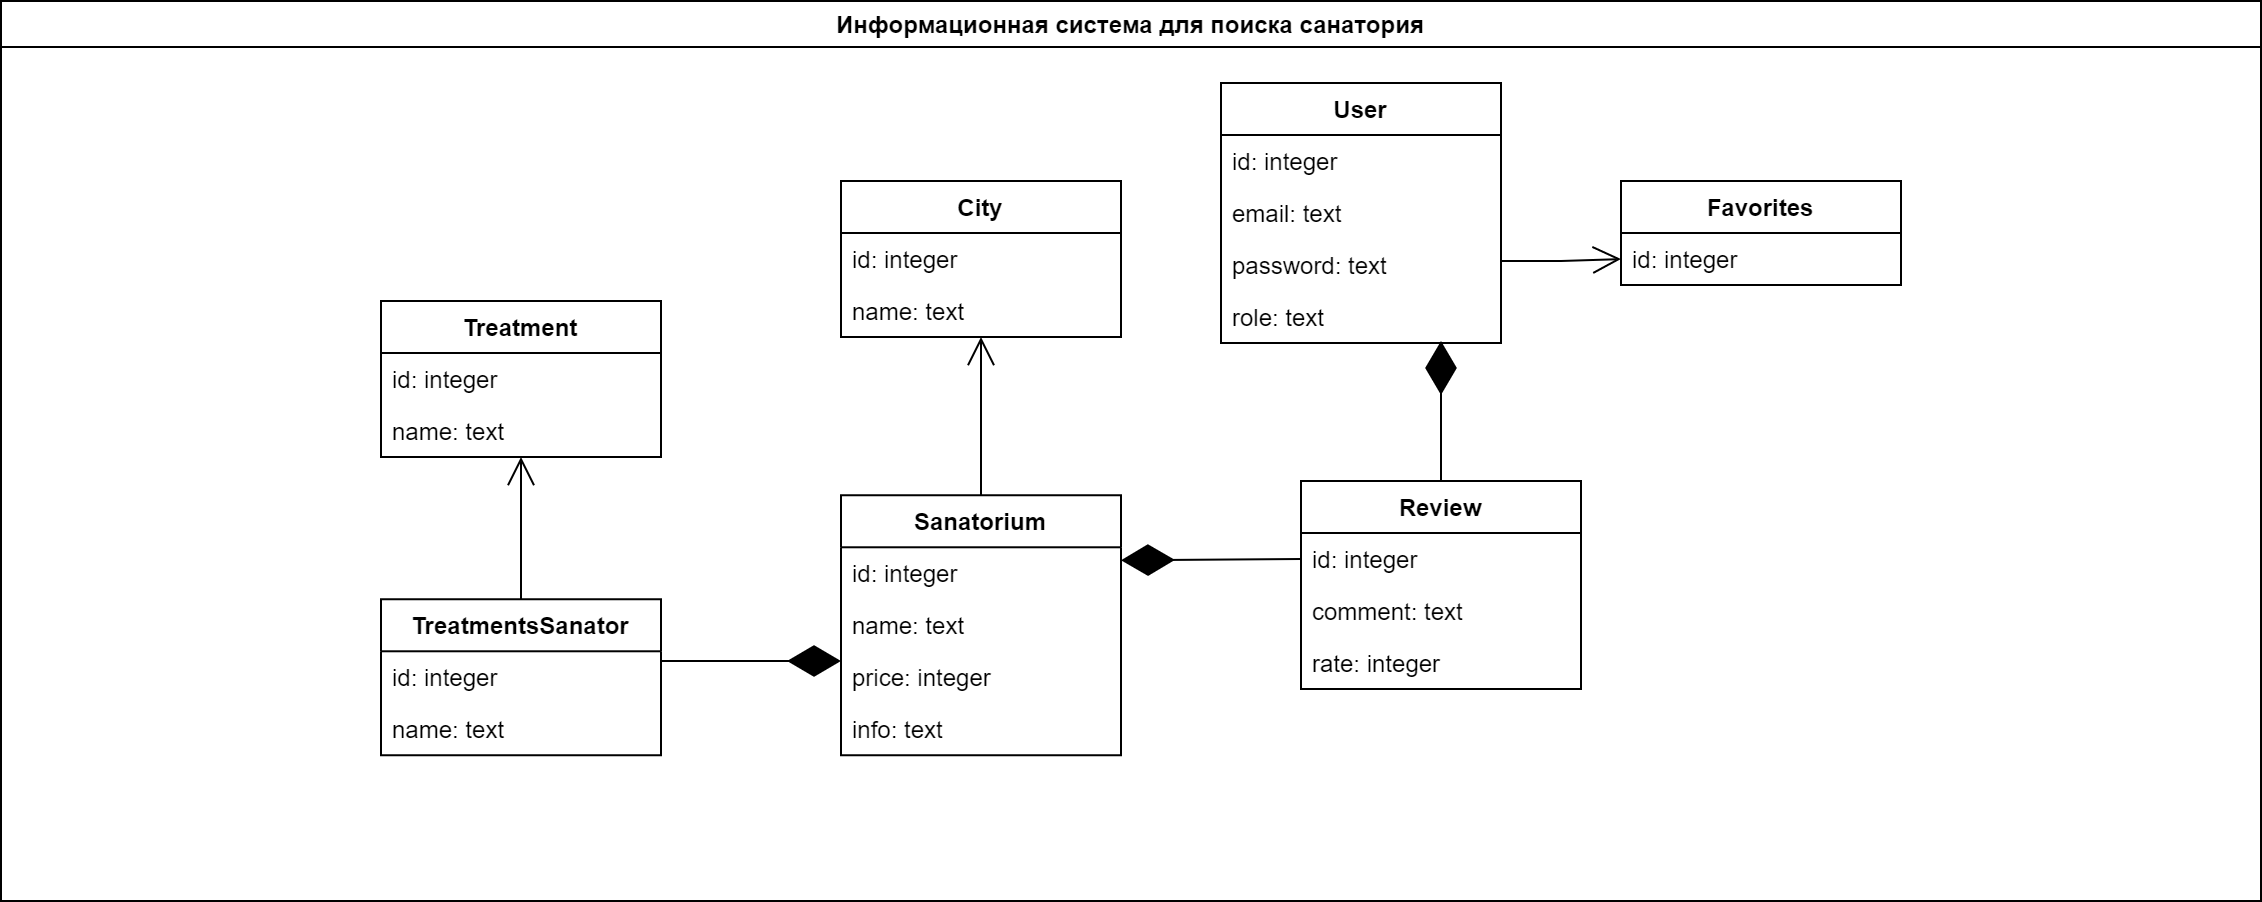 Информационная система для поиска санатория
User
id: integer
email: text
password: text
role: text
Favorites
id: integer
City
id: integer
name: text
Treatment
id: integer
name: text
TreatmentsSanator
id: integer
name: text
Sanatorium
id: integer
name: text
price: integer
info: text
Review
id: integer
comment: text
rate: integer